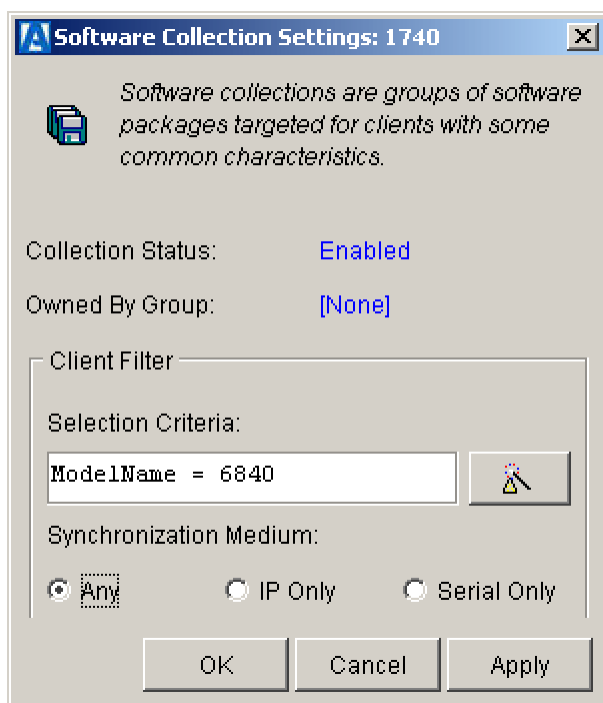 Software Collection Settings: 1740
Software collections are groups of software
packages targeted for clients with some
common characteristics.
Collection Status: Enabled
Owned By Group: [None]
Client Filter
Selection Criteria:
ModelName = 6840
Synchronization Medium:
Any IP Only Serial Only
OK Cancel Apply